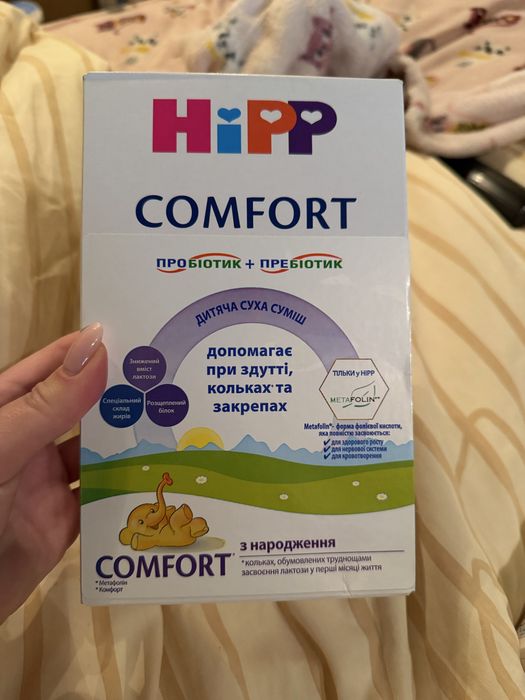 HiPP
COMFORT
ПРОБІОТИК + ПРЕБІОТИК
ДИТЯЧА СУХА СУМІШ
допомагає
при здутті,
кольках* та
закрепах
Знижений
вміст
лактози
Спеціальний
склад
жирів
Розщеплений
білок
ТІЛЬКИ у HIPP
METAFOLIN**
Metafolin*- форма фолієвої кислоти,
яка повністю засвоюється:
для здорового росту
для нервової системи
для кровотворення
COMFORT*
* Метафолін
* Комфорт
з народження
*кольках, обумовлених труднощами
засвоєння лактози у перші місяці життя